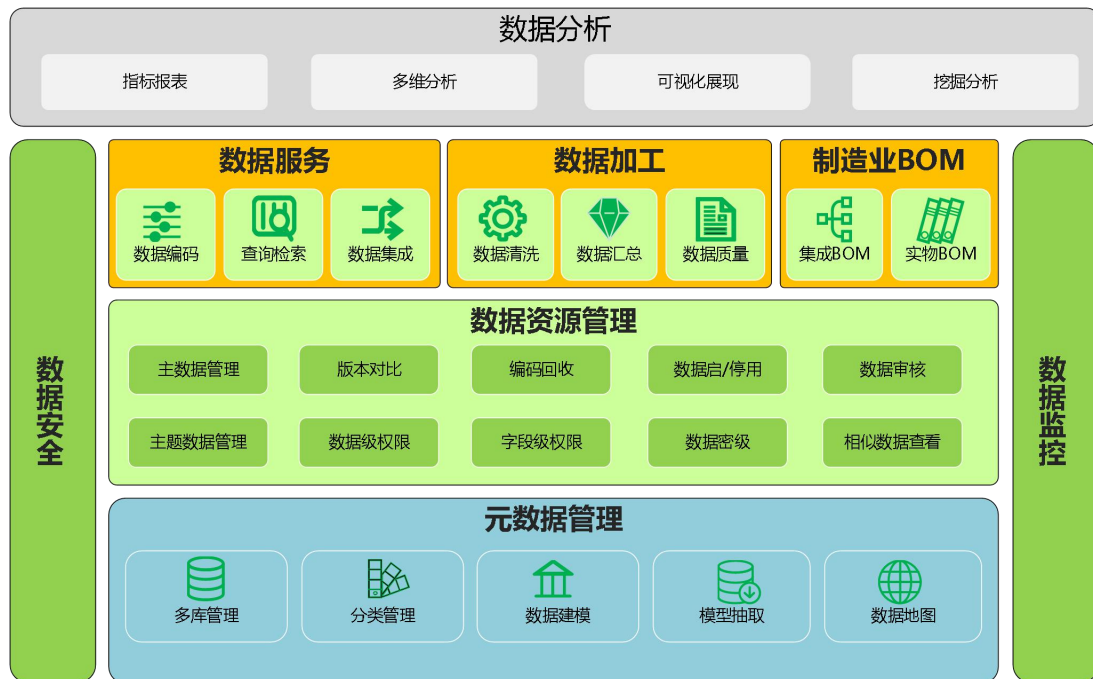 数据分析
指标报表
多维分析
可视化展现
挖掘分析
数据安全
数据服务
数据编码
查询检索
数据集成
数据加工
数据清洗
数据汇总
数据质量
制造业BOM
集成BOM
实物BOM
数据资源管理
主数据管理
版本对比
编码回收
数据启/停用
数据审核
主题数据管理
数据级权限
字段级权限
数据密级
相似数据查看
元数据管理
多库管理
分类管理
数据建模
模型抽取
数据地图
数据监控